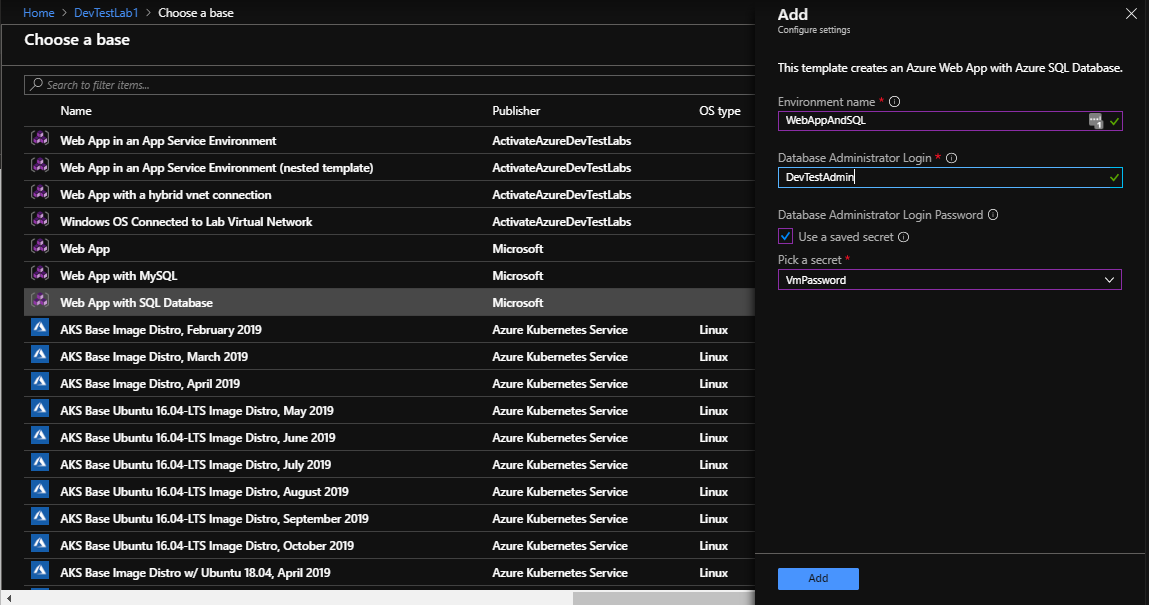 Home > DevTestLab1 > Choose a base
Choose a base
Search to filter items...
Name Publisher OS type
Web App in an App Service Environment ActivateAzureDevTestLabs
Web App in an App Service Environment (nested template) ActivateAzureDevTestLabs
Web App with a hybrid vnet connection ActivateAzureDevTestLabs
Windows OS Connected to Lab Virtual Network ActivateAzureDevTestLabs
Web App Microsoft
Web App with MySQL Microsoft
Web App with SQL Database Microsoft
AKS Base Image Distro, February 2019 Azure Kubernetes Service Linux
AKS Base Image Distro, March 2019 Azure Kubernetes Service Linux
AKS Base Image Distro, April 2019 Azure Kubernetes Service Linux
AKS Base Ubuntu 16.04-LTS Image Distro, May 2019 Azure Kubernetes Service Linux
AKS Base Ubuntu 16.04-LTS Image Distro, June 2019 Azure Kubernetes Service Linux
AKS Base Ubuntu 16.04-LTS Image Distro, July 2019 Azure Kubernetes Service Linux
AKS Base Ubuntu 16.04-LTS Image Distro, August 2019 Azure Kubernetes Service Linux
AKS Base Ubuntu 16.04-LTS Image Distro, September 2019 Azure Kubernetes Service Linux
AKS Base Ubuntu 16.04-LTS Image Distro, October 2019 Azure Kubernetes Service Linux
AKS Base Image Distro w/ Ubuntu 18.04, April 2019 Azure Kubernetes Service Linux
Add
Configure settings
This template creates an Azure Web App with Azure SQL Database.
Environment name *
WebAppAndSQL 1
Database Administrator Login *
DevTestAdmin
Database Administrator Login Password
Use a saved secret
Pick a secret *
VmPassword
Add